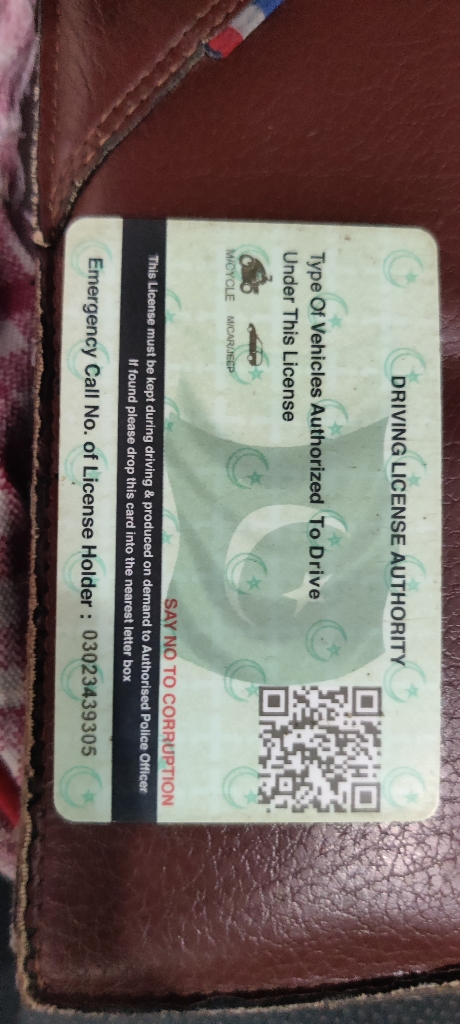 DRIVING LICENSE AUTHORITY
Type Of Vehicles Authorized To Drive
Under This License
M/CYCLE M/CAR/JEEP
SAY NO TO CORRUPTION
This License must be kept during driving & produced on demand to Authorised Police Officer
If found please drop this card into the nearest letter box
Emergency Call No. of License Holder : 03023439305